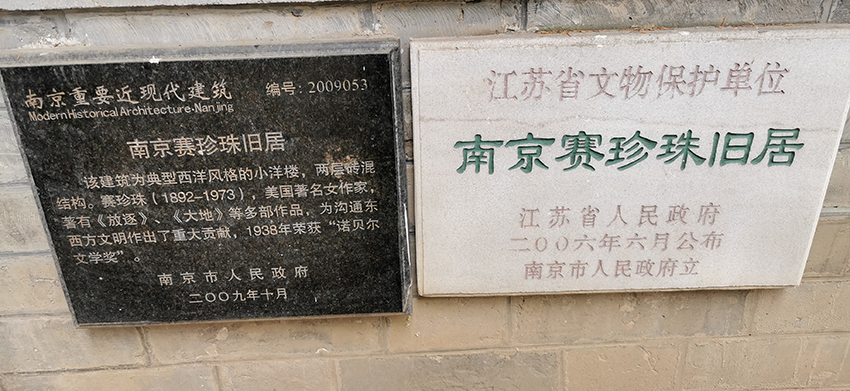 南京重要近现代建筑 编号: 2009053
Modern Historical Architecture·Nanjing
南京赛珍珠旧居
该建筑为典型西洋风格的小洋楼，两层砖混
结构。赛珍珠（1892-1973），美国著名女作家，
著有《放逐》、《大地》等多部作品，为沟通东
西方文明作出了重大贡献，1938年荣获“诺贝尔
文学奖”。
南京市人民政府
二〇〇九年十月
江苏省文物保护单位
南京赛珍珠旧居
江苏省人民政府
二〇〇六年六月公布
南京市人民政府立